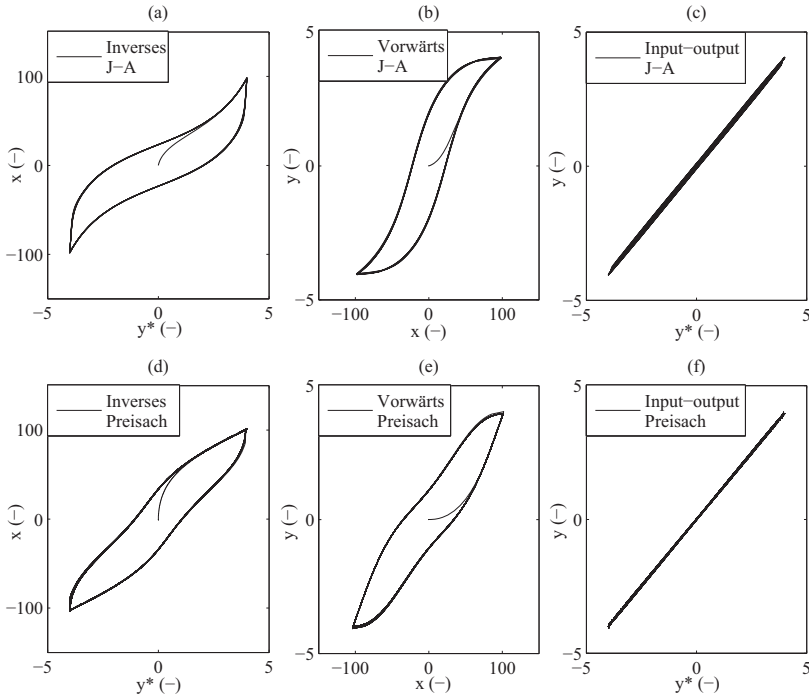 (a)
Inverses
J−A
100
0
−100
x (−)
−5
0
5
y* (−)
(b)
Vorwärts
J−A
5
0
−5
y (−)
−100
0
100
x (−)
(c)
Input−output
J−A
5
0
−5
y (−)
−5
0
5
y* (−)
(d)
Inverses
Preisach
100
0
−100
x (−)
−5
0
5
y* (−)
(e)
Vorwärts
Preisach
5
0
−5
y (−)
−100
0
100
x (−)
(f)
Input−output
Preisach
5
0
−5
y (−)
−5
0
5
y* (−)